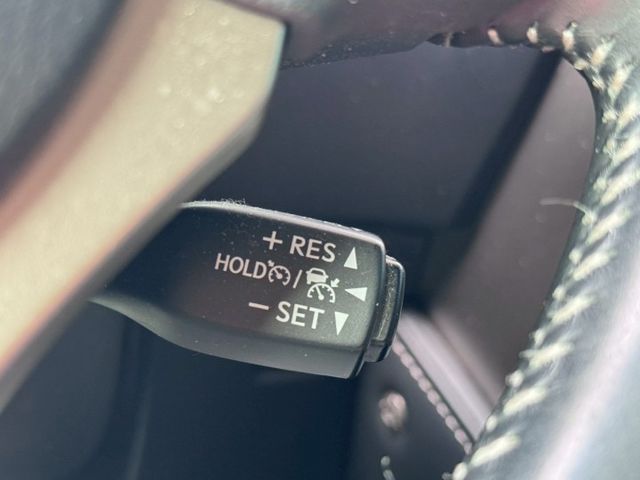 + RES ▲
HOLD / ◀
− SET ▼